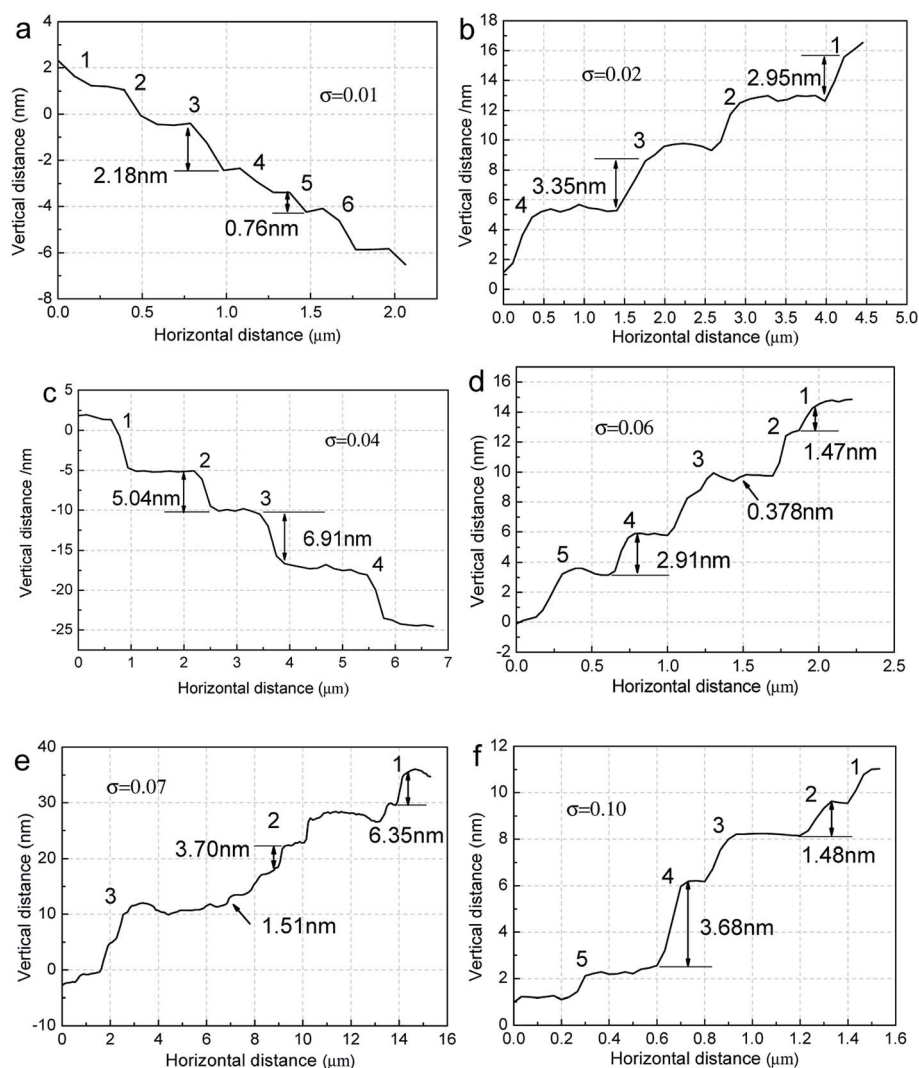 a
4
2
0
-2
-4
-6
-8
Vertical distance (nm)
1
2
3
4
5
6
σ=0.01
2.18nm
0.76nm
0.0 0.5 1.0 1.5 2.0
Horizontal distance (μm)
b
18
16
14
12
10
8
6
4
2
0
Vertical distance /nm
1
2
3
4
σ=0.02
2.95nm
3.35nm
0.0 0.5 1.0 1.5 2.0 2.5 3.0 3.5 4.0 4.5 5.0
Horizontal distance (μm)
c
5
0
-5
-10
-15
-20
-25
Vertical distance /nm
1
2
3
4
σ=0.04
5.04nm
6.91nm
0 1 2 3 4 5 6 7
Horizontal distance (μm)
d
16
14
12
10
8
6
4
2
0
-2
Vertical distance (nm)
1
2
3
4
5
σ=0.06
1.47nm
0.378nm
2.91nm
0.0 0.5 1.0 1.5 2.0 2.5
Horizontal distance (μm)
e
40
30
20
10
0
-10
Vertical distance (nm)
1
2
3
σ=0.07
6.35nm
3.70nm
1.51nm
0 2 4 6 8 10 12 14 16
Horizontal distance (μm)
f
12
10
8
6
4
2
0
Vertical distance (nm)
1
2
3
4
5
σ=0.10
1.48nm
3.68nm
0.0 0.2 0.4 0.6 0.8 1.0 1.2 1.4 1.6
Horizontal distance (μm)